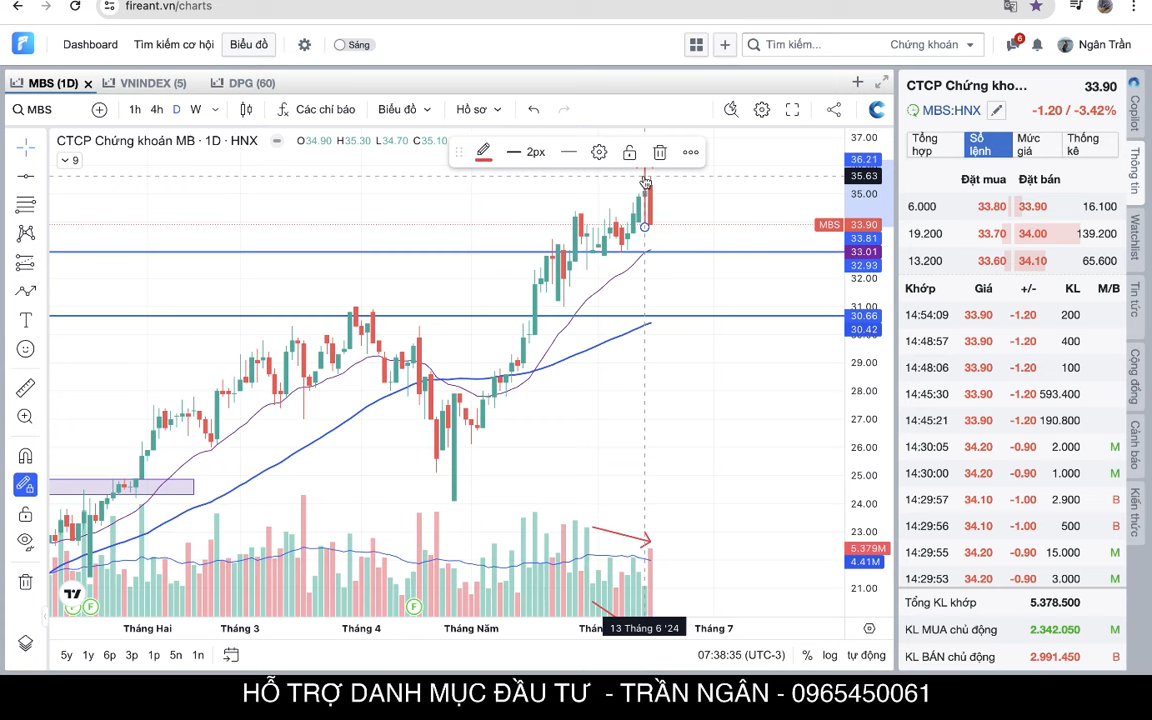 fireant.vn/charts
Dashboard Tìm kiếm cơ hội Biểu đồ Sáng Tìm kiếm... Chứng khoán 6 Ngân Trần
MBS (1D) VNINDEX (5) DPG (60)
MBS 1h 4h D W Các chỉ báo Biểu đồ Hồ sơ
CTCP Chứng khoán MB · 1D · HNX O34.90 H35.30 L34.70 C35.10
9
2px
37.00
36.21
35.63
35.00
MBS 33.90
33.81
33.01
32.93
32.00
31.00
30.66
30.42
29.00
28.00
27.00
26.00
25.00
24.00
23.00
5.379M
4.41M
21.00
F F F
Tháng Hai Tháng 3 Tháng 4 Tháng Năm Thán 13 Tháng 6 '24 Tháng 7
5y 1y 6p 3p 1p 5n 1n 07:38:35 (UTC-3) % log tự động
CTCP Chứng kho... 33.90
MBS:HNX -1.20 / -3.42%
Tổng hợp Sổ lệnh Mức giá Thống kê
Đặt mua Đặt bán
6.000 33.80 33.90 16.100
19.200 33.70 34.00 139.200
13.200 33.60 34.10 65.600
Khớp Giá +/- KL M/B
14:54:09 33.90 -1.20 200
14:48:57 33.90 -1.20 400
14:48:06 33.90 -1.20 100
14:45:30 33.90 -1.20 593.400
14:45:21 33.90 -1.20 190.800
14:30:05 34.20 -0.90 2.000 M
14:30:00 34.20 -0.90 1.000 M
14:29:57 34.10 -1.00 2.900 B
14:29:56 34.10 -1.00 500 B
14:29:55 34.20 -0.90 15.000 M
14:29:53 34.20 -0.90 3.000 M
Tổng KL khớp 5.378.500
KL MUA chủ động 2.342.050 M
KL BÁN chủ động 2.991.450 B
Copilot
Thông tin
Watchlist
Tin tức
Cộng đồng
Cảnh báo
Kiến thức
HỖ TRỢ DANH MỤC ĐẦU TƯ - TRẦN NGÂN - 0965450061